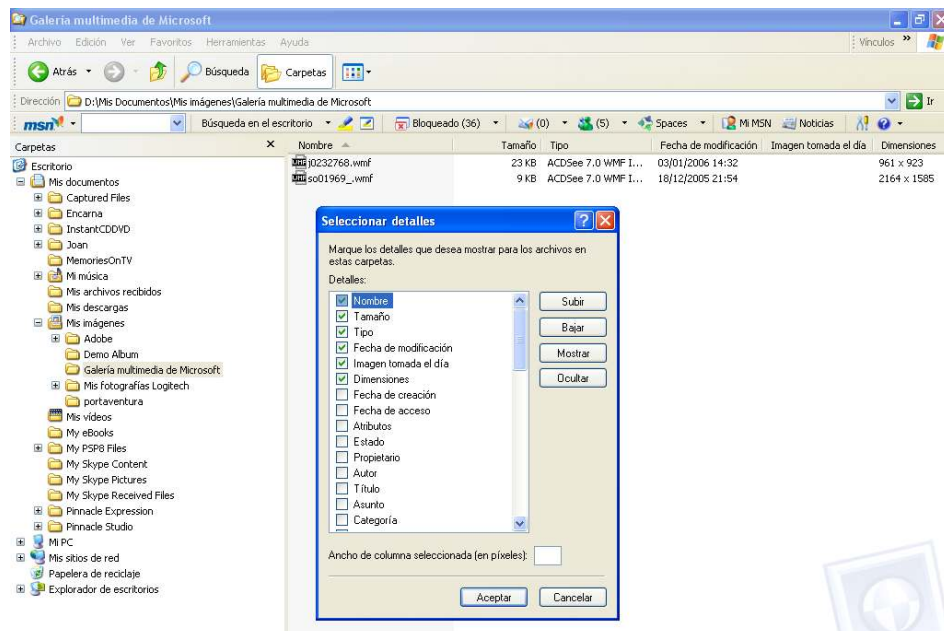 Galería multimedia de Microsoft
Archivo Edición Ver Favoritos Herramientas Ayuda Vínculos »
Atrás Búsqueda Carpetas
Dirección D:\Mis Documentos\Mis imágenes\Galería multimedia de Microsoft Ir
msn Búsqueda en el escritorio Bloqueado (36) (0) (5) Spaces Mi MSN Noticias
Carpetas × Nombre Tamaño Tipo Fecha de modificación Imagen tomada el día Dimensiones
Escritorio
Mis documentos
Captured Files
Encarna
InstantCDDVD
Joan
MemoriesOnTV
Mi música
Mis archivos recibidos
Mis descargas
Mis imágenes
Adobe
Demo Album
Galería multimedia de Microsoft
Mis fotografías Logitech
portaventura
Mis vídeos
My eBooks
My PSP8 Files
My Skype Content
My Skype Pictures
My Skype Received Files
Pinnacle Expression
Pinnacle Studio
Mi PC
Mis sitios de red
Papelera de reciclaje
Explorador de escritorios
j0232768.wmf 23 KB ACDSee 7.0 WMF I... 03/01/2006 14:32 961 x 923
so01969_.wmf 9 KB ACDSee 7.0 WMF I... 18/12/2005 21:54 2164 x 1585
Seleccionar detalles
Marque los detalles que desea mostrar para los archivos en
estas carpetas.
Detalles:
Nombre
Tamaño
Tipo
Fecha de modificación
Imagen tomada el día
Dimensiones
Fecha de creación
Fecha de acceso
Atributos
Estado
Propietario
Autor
Título
Asunto
Categoría
Subir
Bajar
Mostrar
Ocultar
Ancho de columna seleccionada (en píxeles):
Aceptar Cancelar